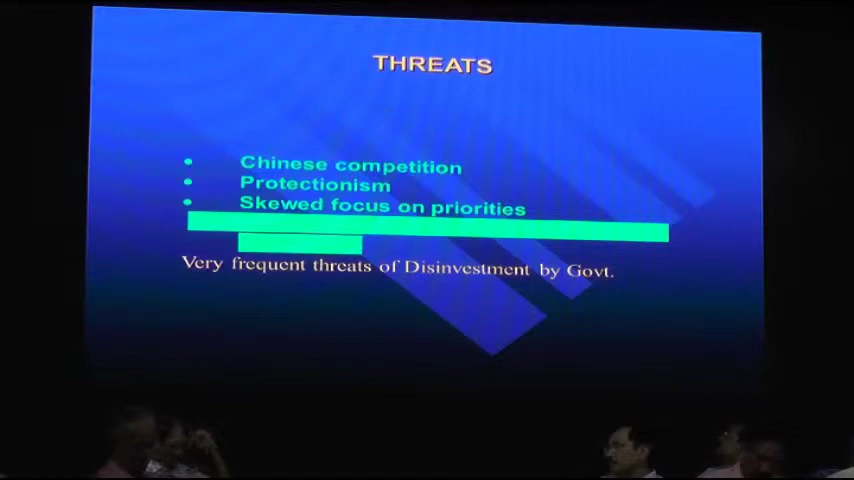 THREATS
• Chinese competition
• Protectionism
• Skewed focus on priorities
Very frequent threats of Disinvestment by Govt.